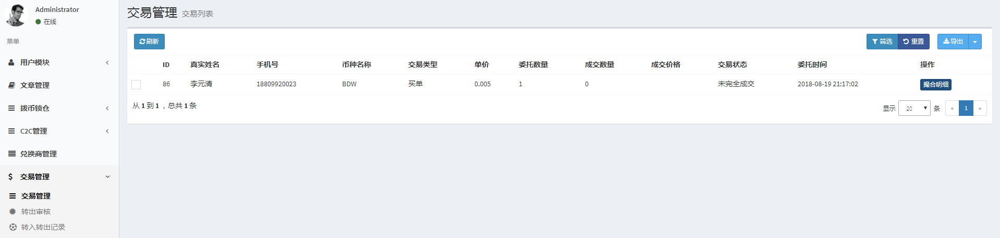 Administrator
在线
菜单
用户模块
文章管理
拨币锁仓
C2C管理
兑换商管理
交易管理
交易管理
转出审核
转入转出记录
交易管理 交易列表
刷新 筛选 重置 导出
ID 真实姓名 手机号 币种名称 交易类型 单价 委托数量 成交数量 成交价格 交易状态 委托时间 操作
86 李元清 18809920023 BDW 买单 0.005 1 0 未完全成交 2018-08-19 21:17:02 撮合明细
从 1 到 1 ，总共 1 条 显示 20 条 « 1 »